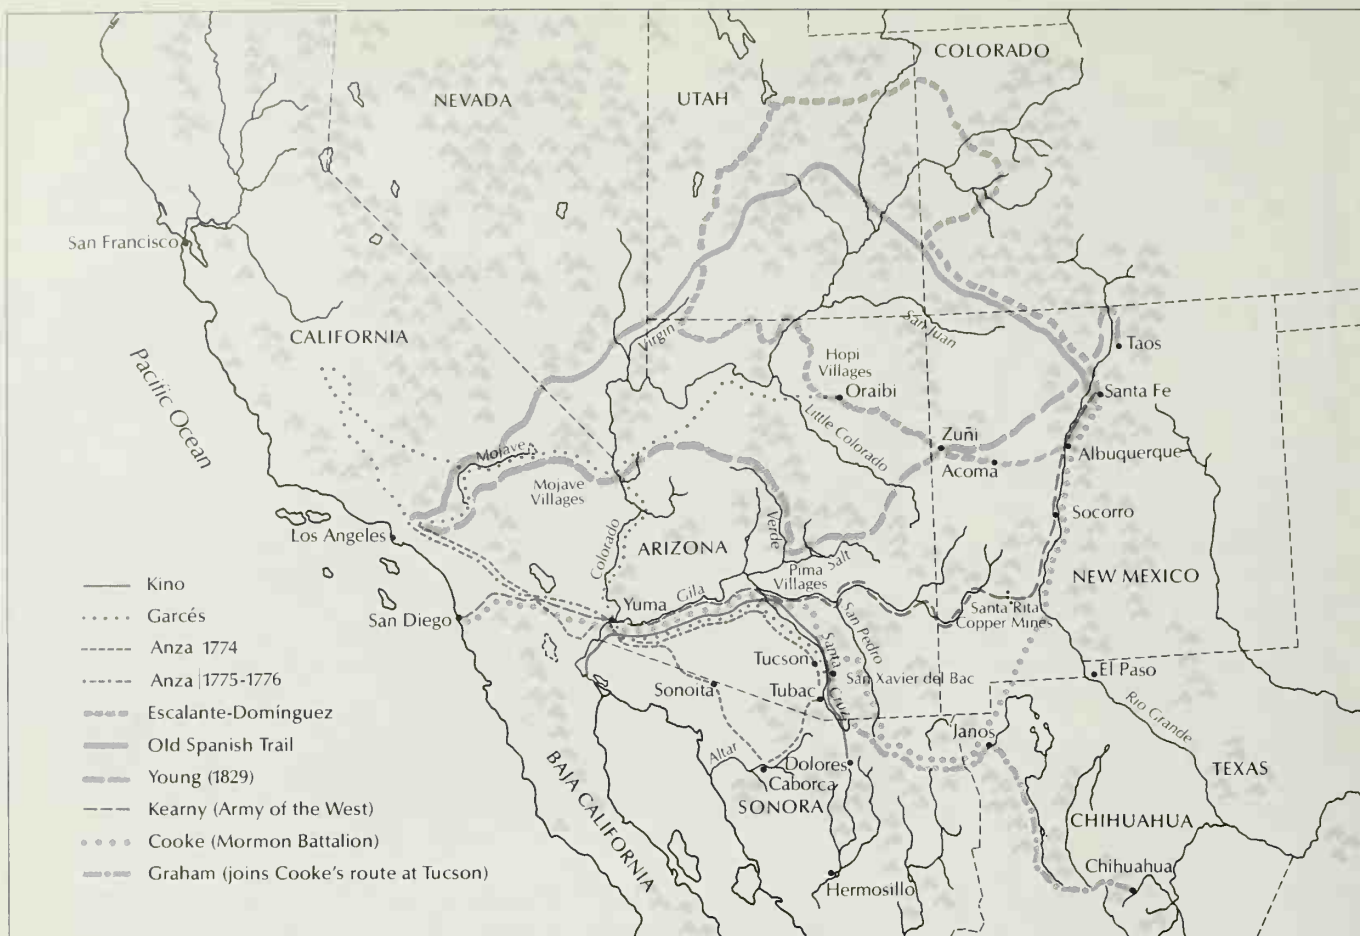 COLORADO
NEVADA
UTAH
San Francisco
CALIFORNIA
Virgin
San Juan
Taos
Hopi
Villages
Oraibi
Santa Fe
Pacific Ocean
Little Colorado
Zuñi
Acoma
Albuquerque
Mojave
Mojave
Villages
Socorro
Los Angeles
Colorado
ARIZONA
Verde
Salt
Pima
Villages
NEW MEXICO
Kino
Garcés
Anza 1774
Anza 1775-1776
Escalante-Domínguez
Old Spanish Trail
Young (1829)
Kearny (Army of the West)
Cooke (Mormon Battalion)
Graham (joins Cooke's route at Tucson)
San Diego
Yuma
Gila
Santa Rita
Copper Mines
San Pedro
Santa Cruz
Tucson
San Xavier del Bac
El Paso
Sonoita
Tubac
Rio Grande
Janos
Altar
Dolores
Caborca
SONORA
TEXAS
BAJA CALIFORNIA
CHIHUAHUA
Chihuahua
Hermosillo